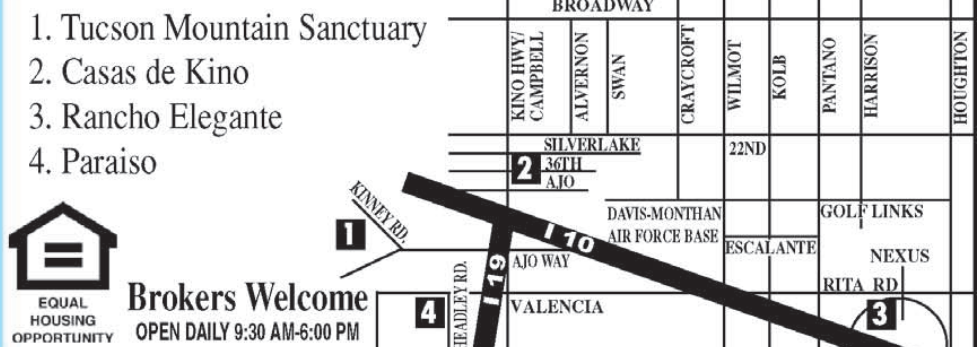 1. Tucson Mountain Sanctuary
2. Casas de Kino
3. Rancho Elegante
4. Paraiso
BROADWAY
KINO HWY/
CAMPBELL
ALVERNON
SWAN
CRAYCROFT
WILMOT
KOLB
PANTANO
HARRISON
HOUGHTON
SILVERLAKE
22ND
2
36TH
AJO
KINNEY RD.
1
I 10
DAVIS-MONTHAN
AIR FORCE BASE
GOLF LINKS
ESCALANTE
NEXUS
I 19
AJO WAY
RITA RD
HEADLEY RD.
4
VALENCIA
3
EQUAL
HOUSING
OPPORTUNITY
Brokers Welcome
OPEN DAILY 9:30 AM-6:00 PM